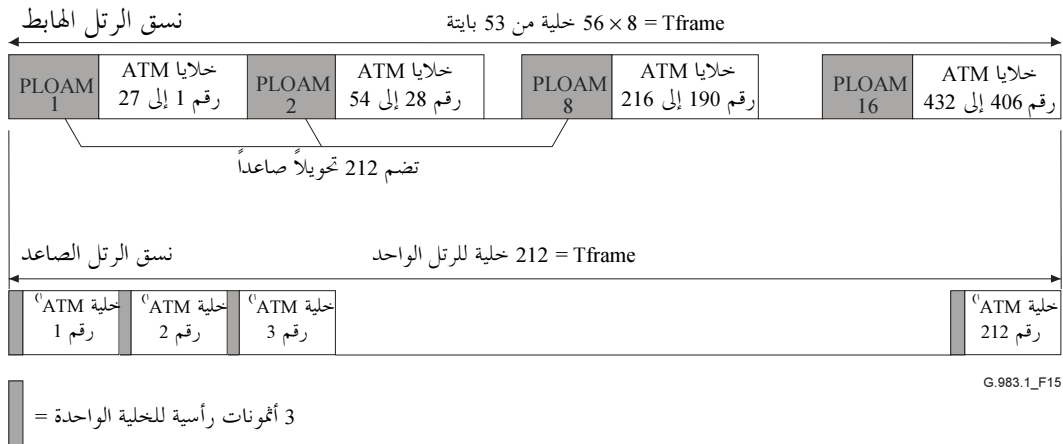 نسق الرتل الهابط
Tframe = 8 × 56 خلية من 53 بايتة
PLOAM 1
خلايا ATM
رقم 1 إلى 27
PLOAM 2
خلايا ATM
رقم 28 إلى 54
PLOAM 8
خلايا ATM
رقم 190 إلى 216
PLOAM 16
خلايا ATM
رقم 406 إلى 432
تضم 212 تحويلاً صاعداً
نسق الرتل الصاعد
Tframe = 212 خلية للرتل الواحد
خلية ATM⁽¹
رقم 1
خلية ATM⁽¹
رقم 2
خلية ATM⁽¹
رقم 3
خلية ATM⁽¹
رقم 212
G.983.1_F15
= 3 أثمونات رأسية للخلية الواحدة